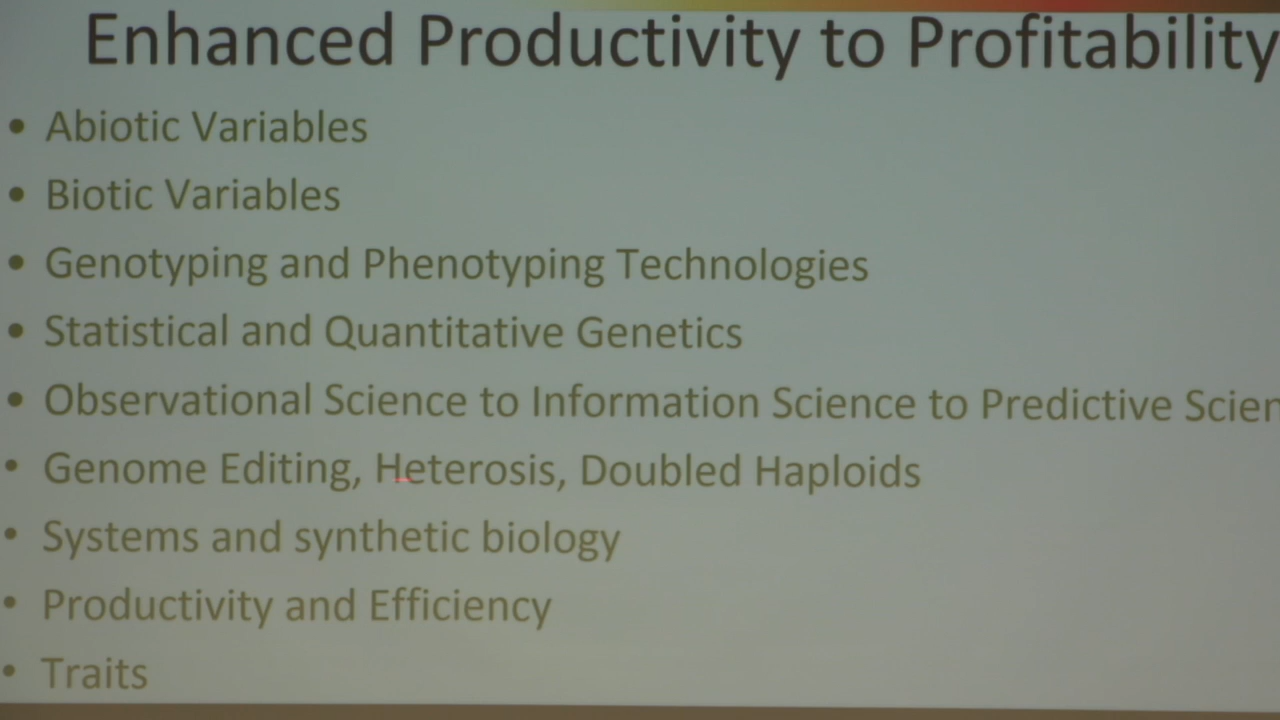 Enhanced Productivity to Profitability
• Abiotic Variables
• Biotic Variables
• Genotyping and Phenotyping Technologies
• Statistical and Quantitative Genetics
• Observational Science to Information Science to Predictive Scien
• Genome Editing, Heterosis, Doubled Haploids
• Systems and synthetic biology
• Productivity and Efficiency
• Traits